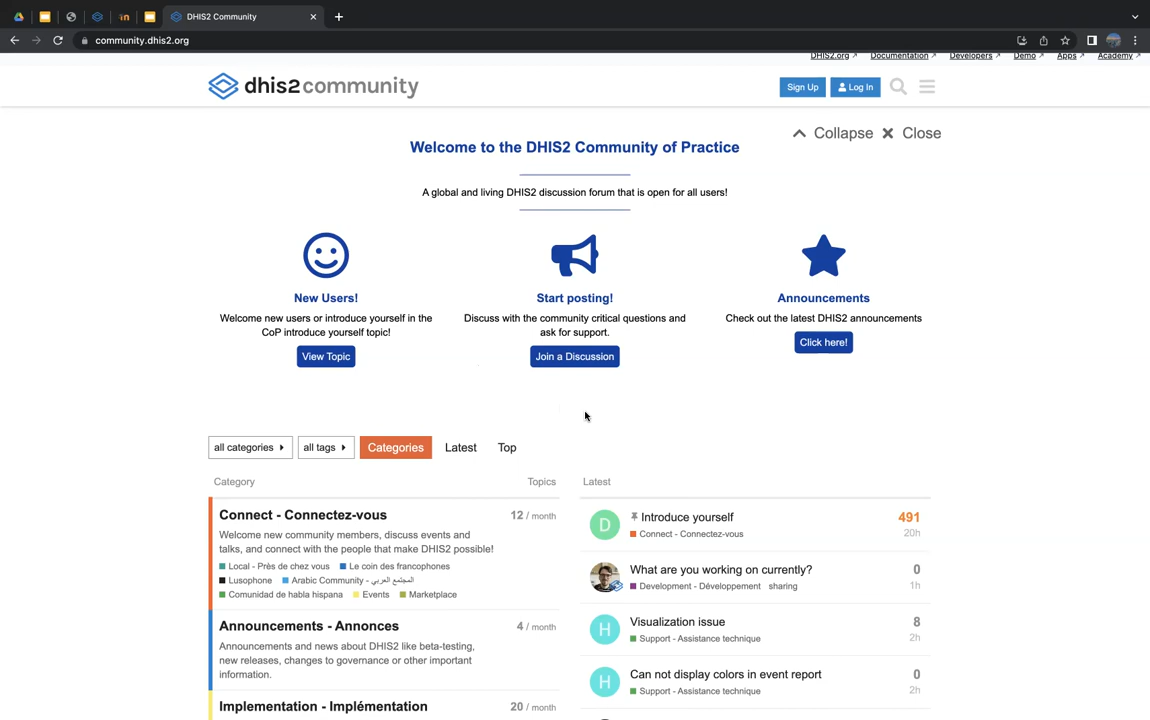 DHIS2 Community
community.dhis2.org
DHIS2.org Documentation Developers Demo Apps Academy
dhis2community
Sign Up Log In
Collapse Close
Welcome to the DHIS2 Community of Practice
A global and living DHIS2 discussion forum that is open for all users!
New Users! Start posting! Announcements
Welcome new users or introduce yourself in the
CoP introduce yourself topic!
Discuss with the community critical questions and
ask for support.
Check out the latest DHIS2 announcements
View Topic Join a Discussion Click here!
all categories all tags Categories Latest Top
Category Topics
Connect - Connectez-vous 12 / month
Welcome new community members, discuss events and
talks, and connect with the people that make DHIS2 possible!
Local - Près de chez vous Le coin des francophones
Lusophone Arabic Community - المجتمع العربي
Comunidad de habla hispana Events Marketplace
Announcements - Annonces 4 / month
Announcements and news about DHIS2 like beta-testing,
new releases, changes to governance or other important
information.
Implementation - Implémentation 20 / month
Latest
D Introduce yourself 491
Connect - Connectez-vous 20h
What are you working on currently? 0
Development - Développement sharing 1h
H Visualization issue 8
Support - Assistance technique 2h
H Can not display colors in event report 0
Support - Assistance technique 2h